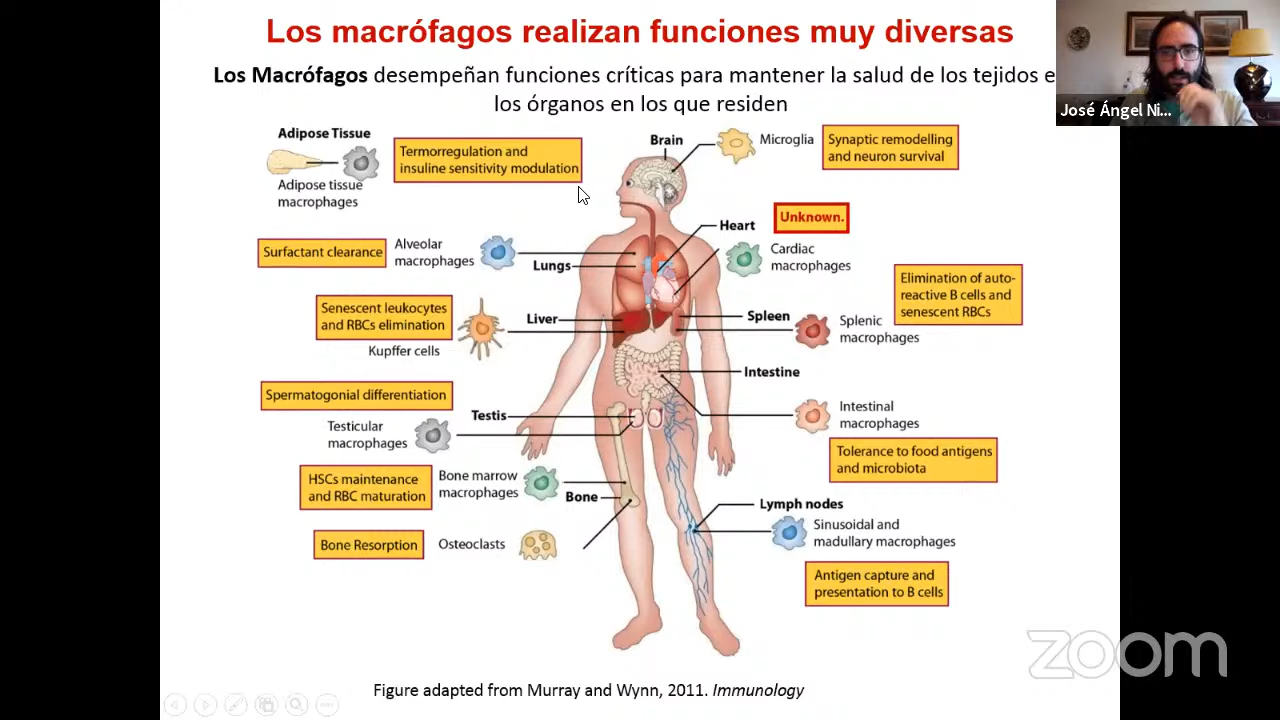 Los macrófagos realizan funciones muy diversas
Los Macrófagos desempeñan funciones críticas para mantener la salud de los tejidos e
los órganos en los que residen
José Ángel Ni...
Adipose Tissue
Adipose tissue
macrophages
Termorregulation and
insuline sensitivity modulation
Brain
Microglia
Synaptic remodelling
and neuron survival
Heart
Unknown.
Cardiac
macrophages
Surfactant clearance
Alveolar
macrophages
Lungs
Elimination of auto-
reactive B cells and
senescent RBCs
Senescent leukocytes
and RBCs elimination
Kupffer cells
Liver
Spleen
Splenic
macrophages
Intestine
Intestinal
macrophages
Tolerance to food antigens
and microbiota
Spermatogonial differentiation
Testicular
macrophages
Testis
HSCs maintenance
and RBC maturation
Bone marrow
macrophages
Bone
Bone Resorption
Osteoclasts
Lymph nodes
Sinusoidal and
madullary macrophages
Antigen capture and
presentation to B cells
zoom
Figure adapted from Murray and Wynn, 2011. Immunology